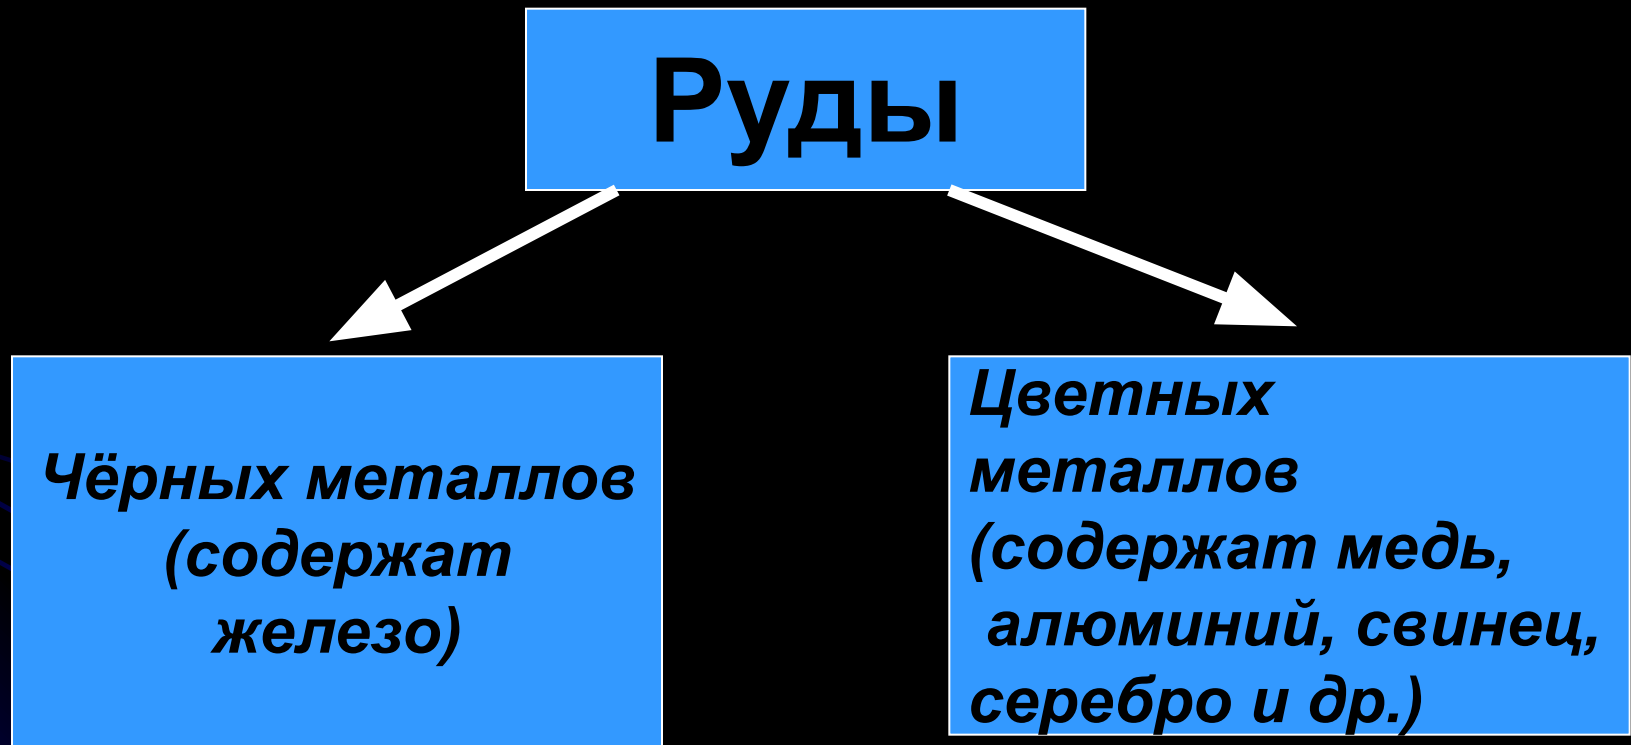 Руды
Чёрных металлов
(содержат
железо)
Цветных
металлов
(содержат медь,
алюминий, свинец,
серебро и др.)